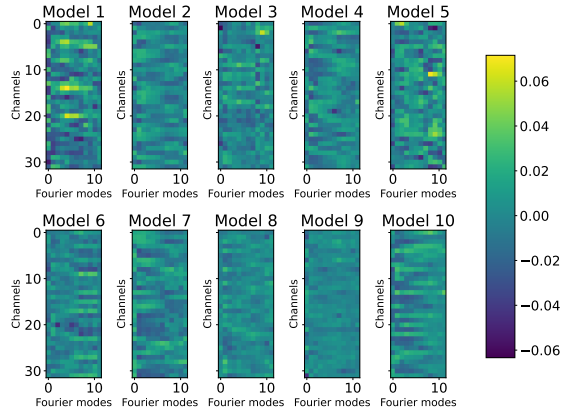 Model 1 Model 2 Model 3 Model 4 Model 5
0
10
20
30
Channels Channels Channels Channels Channels
0 10 0 10 0 10 0 10 0 10
Fourier modes Fourier modes Fourier modes Fourier modes Fourier modes
Model 6 Model 7 Model 8 Model 9 Model 10
0
10
20
30
Channels Channels Channels Channels Channels
0 10 0 10 0 10 0 10 0 10
Fourier modes Fourier modes Fourier modes Fourier modes Fourier modes
0.06
0.04
0.02
0.00
−0.02
−0.04
−0.06